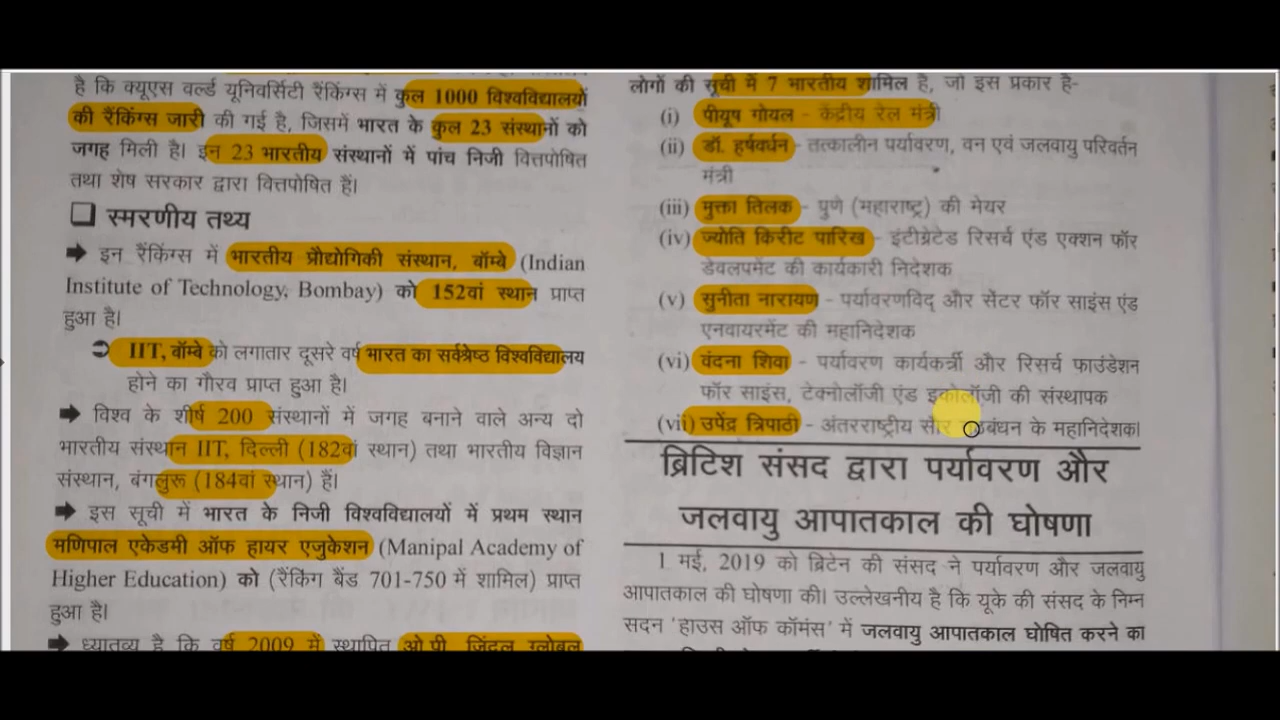 है कि क्यूएस वर्ल्ड यूनिवर्सिटी रैंकिंग्स में कुल 1000 विश्वविद्यालयों
की रैंकिंग्स जारी की गई है, जिसमें भारत के कुल 23 संस्थानों को
जगह मिली है। इन 23 भारतीय संस्थानों में पांच निजी वित्तपोषित
तथा शेष सरकार द्वारा वित्तपोषित हैं।
❑ स्मरणीय तथ्य
➡ इन रैंकिंग्स में भारतीय प्रौद्योगिकी संस्थान, बॉम्बे (Indian
Institute of Technology, Bombay) को 152वां स्थान प्राप्त
हुआ है।
➲ IIT, बॉम्बे को लगातार दूसरे वर्ष भारत का सर्वश्रेष्ठ विश्वविद्यालय
होने का गौरव प्राप्त हुआ है।
➡ विश्व के शीर्ष 200 संस्थानों में जगह बनाने वाले अन्य दो
भारतीय संस्थान IIT, दिल्ली (182वां स्थान) तथा भारतीय विज्ञान
संस्थान, बंगलुरू (184वां स्थान) हैं।
➡ इस सूची में भारत के निजी विश्वविद्यालयों में प्रथम स्थान
मणिपाल एकेडमी ऑफ हायर एजुकेशन (Manipal Academy of
Higher Education) को (रैंकिंग बैंड 701-750 में शामिल) प्राप्त
हुआ है।
➡ ध्यातव्य है कि वर्ष 2009 में स्थापित ओ.पी. जिंदल ग्लोबल
लोगों की सूची में 7 भारतीय शामिल है, जो इस प्रकार है-
(i) पीयूष गोयल - केंद्रीय रेल मंत्री
(ii) डॉ. हर्षवर्धन - तत्कालीन पर्यावरण, वन एवं जलवायु परिवर्तन
मंत्री
(iii) मुक्ता तिलक - पुणे (महाराष्ट्र) की मेयर
(iv) ज्योति किरीट पारिख - इंटीग्रेटेड रिसर्च एंड एक्शन फॉर
डेवलपमेंट की कार्यकारी निदेशक
(v) सुनीता नारायण - पर्यावरणविद् और सेंटर फॉर साइंस एंड
एनवायरमेंट की महानिदेशक
(vi) वंदना शिवा - पर्यावरण कार्यकर्त्री और रिसर्च फाउंडेशन
फॉर साइंस, टेक्नोलॉजी एंड इकोलॉजी की संस्थापक
(vii) उपेंद्र त्रिपाठी - अंतरराष्ट्रीय सौर के महानिदेशक।
ब्रिटिश संसद द्वारा पर्यावरण और
जलवायु आपातकाल की घोषणा
1 मई, 2019 को ब्रिटेन की संसद ने पर्यावरण और जलवायु
आपातकाल की घोषणा की। उल्लेखनीय है कि यूके की संसद के निम्न
सदन 'हाउस ऑफ कॉमंस' में जलवायु आपातकाल घोषित करने का